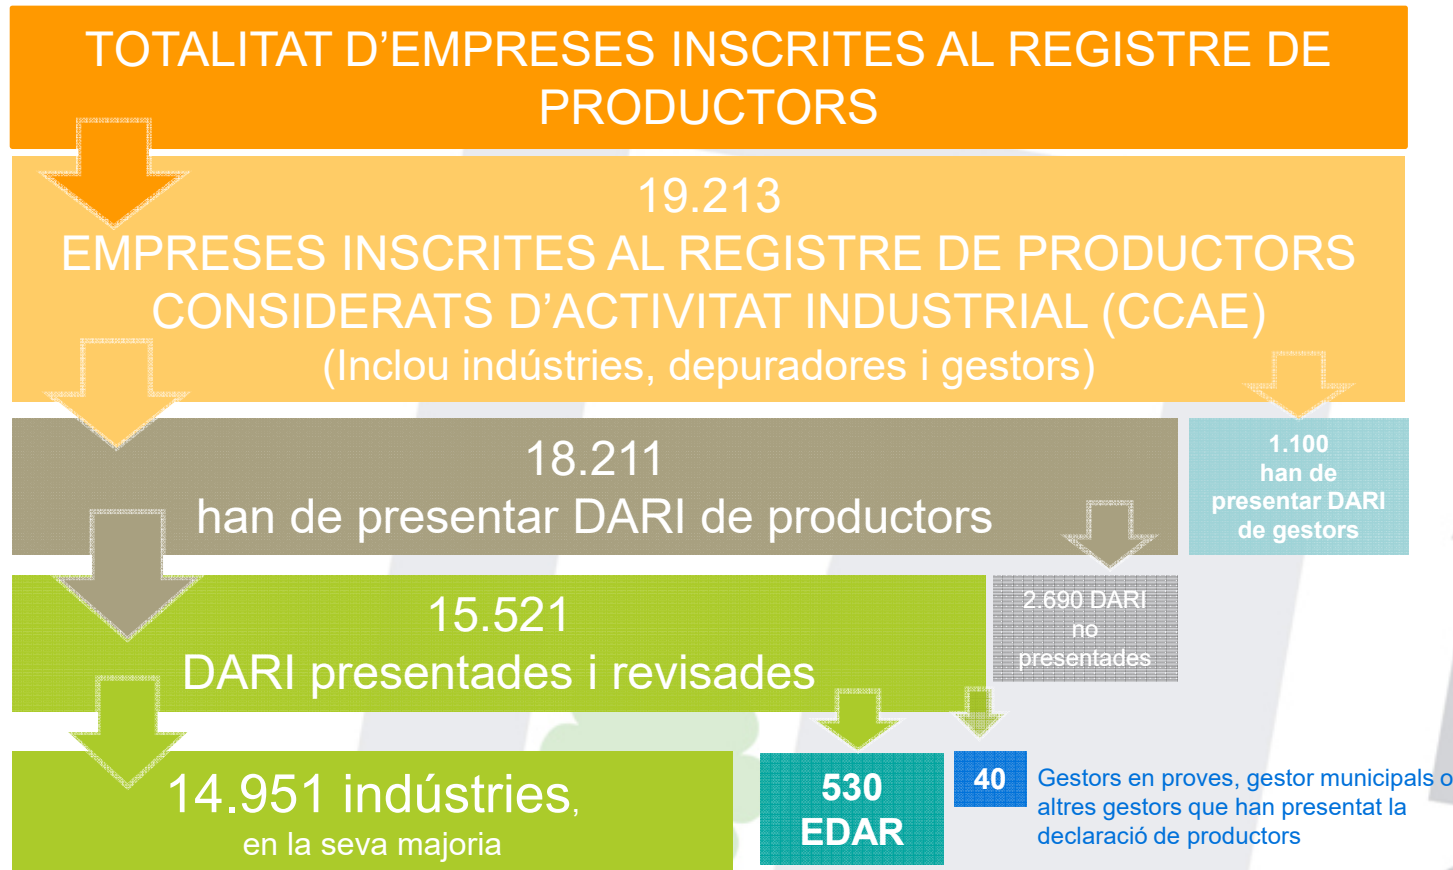 TOTALITAT D'EMPRESES INSCRITES AL REGISTRE DE
PRODUCTORS
19.213
EMPRESES INSCRITES AL REGISTRE DE PRODUCTORS
CONSIDERATS D'ACTIVITAT INDUSTRIAL (CCAE)
(Inclou indústries, depuradores i gestors)
18.211
han de presentar DARI de productors
1.100
han de
presentar DARI
de gestors
15.521
DARI presentades i revisades
2.690 DARI
no
presentades
14.951 indústries,
en la seva majoria
530
EDAR
40
Gestors en proves, gestor municipals o
altres gestors que han presentat la
declaració de productors